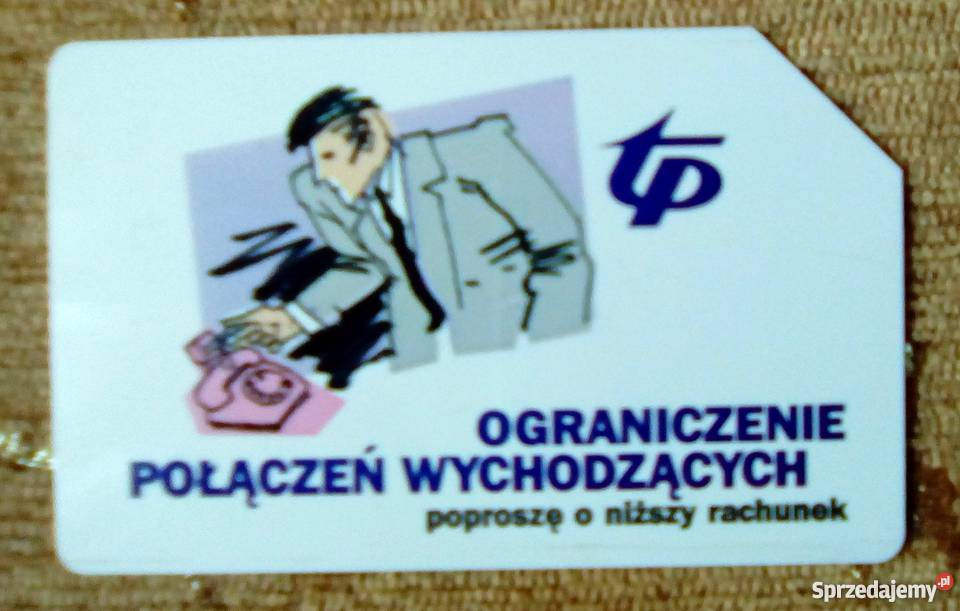 tp
OGRANICZENIE
POŁĄCZEŃ WYCHODZĄCYCH
poproszę o niższy rachunek
Sprzedajemy.pl